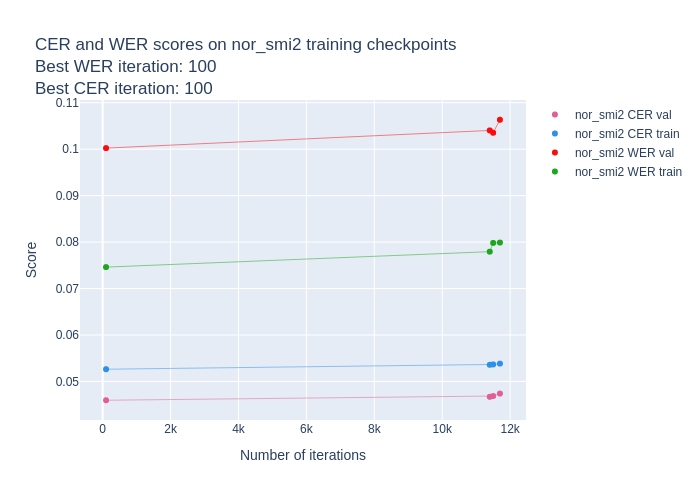 CER and WER scores on nor_smi2 training checkpoints
Best WER iteration: 100
Best CER iteration: 100
0.11
0.1
0.09
0.08
0.07
0.06
0.05
Score
0
2k
4k
6k
8k
10k
12k
Number of iterations
nor_smi2 CER val
nor_smi2 CER train
nor_smi2 WER val
nor_smi2 WER train